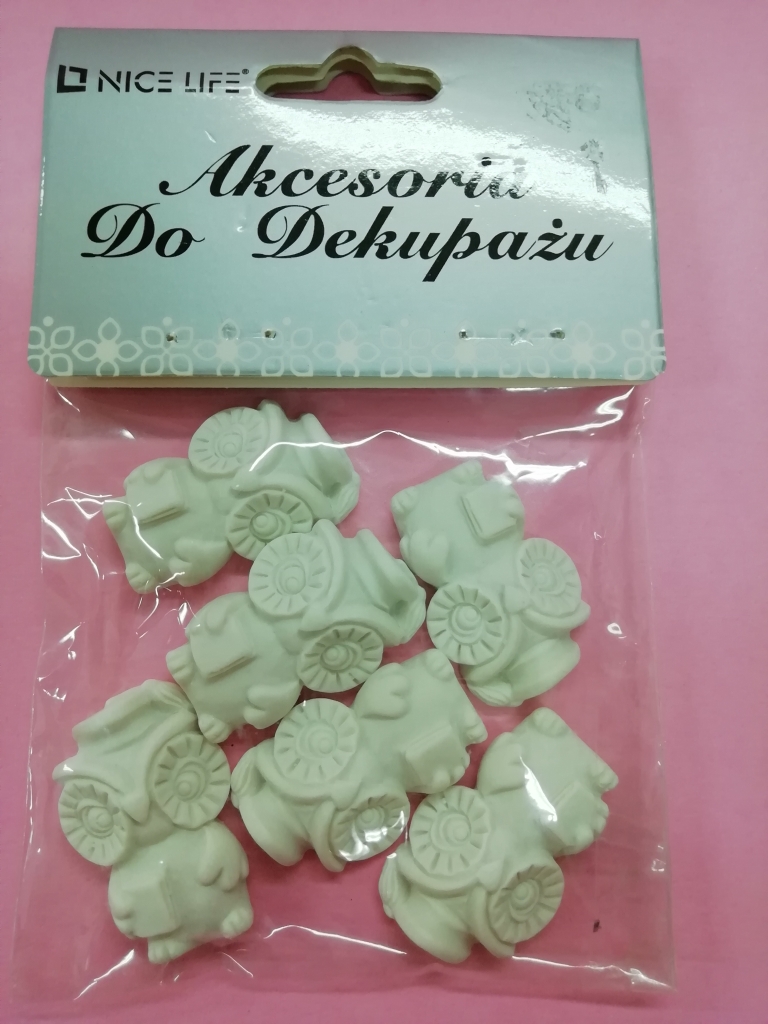 NICE LIFE®
Akcesoria
Do Dekupażu